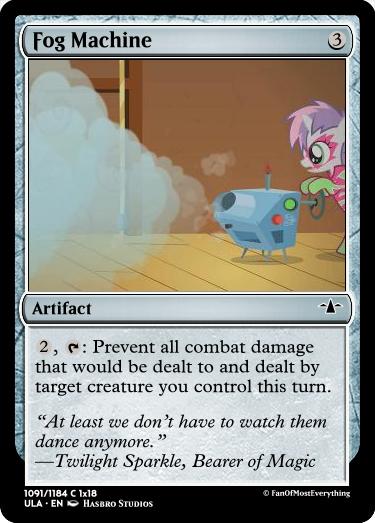 Fog Machine 3
Artifact
2, : Prevent all combat damage
that would be dealt to and dealt by
target creature you control this turn.
“At least we don’t have to watch them
dance anymore.”
—Twilight Sparkle, Bearer of Magic
1091/1184 C 1x18
ULA • EN Hasbro Studios
© FanOfMostEverything